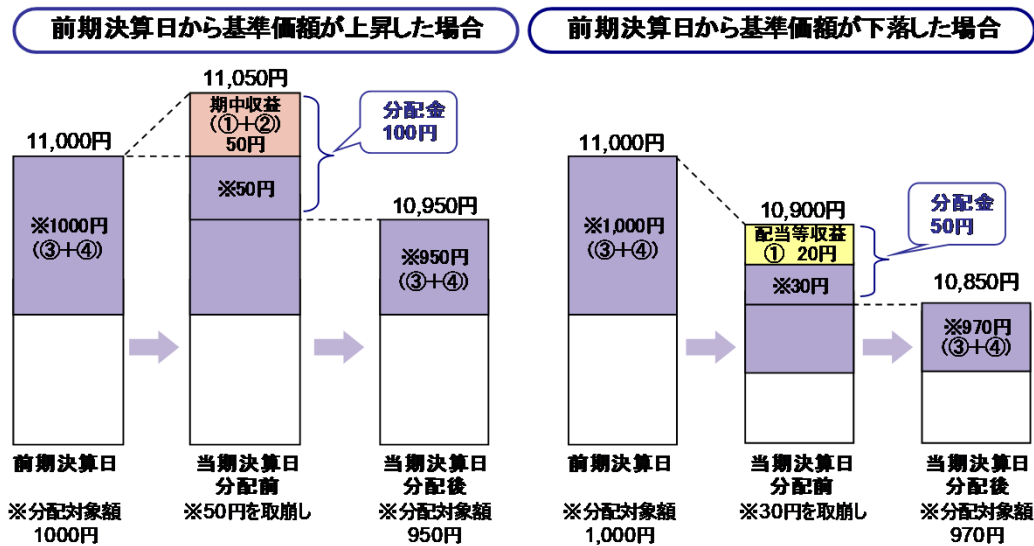 前期決算日から基準価額が上昇した場合
11,050円
期中収益
(①+②)
50円
分配金
100円
11,000円
※50円
10,950円
※1000円
(③+④)
※950円
(③+④)
前期決算日
当期決算日
分配前
当期決算日
分配後
※分配対象額
1000円
※50円を取崩し
※分配対象額
950円
前期決算日から基準価額が下落した場合
11,000円
10,900円
分配金
50円
配当等収益
① 20円
※1,000円
(③+④)
※30円
10,850円
※970円
(③+④)
前期決算日
当期決算日
分配前
当期決算日
分配後
※分配対象額
1,000円
※30円を取崩し
※分配対象額
970円